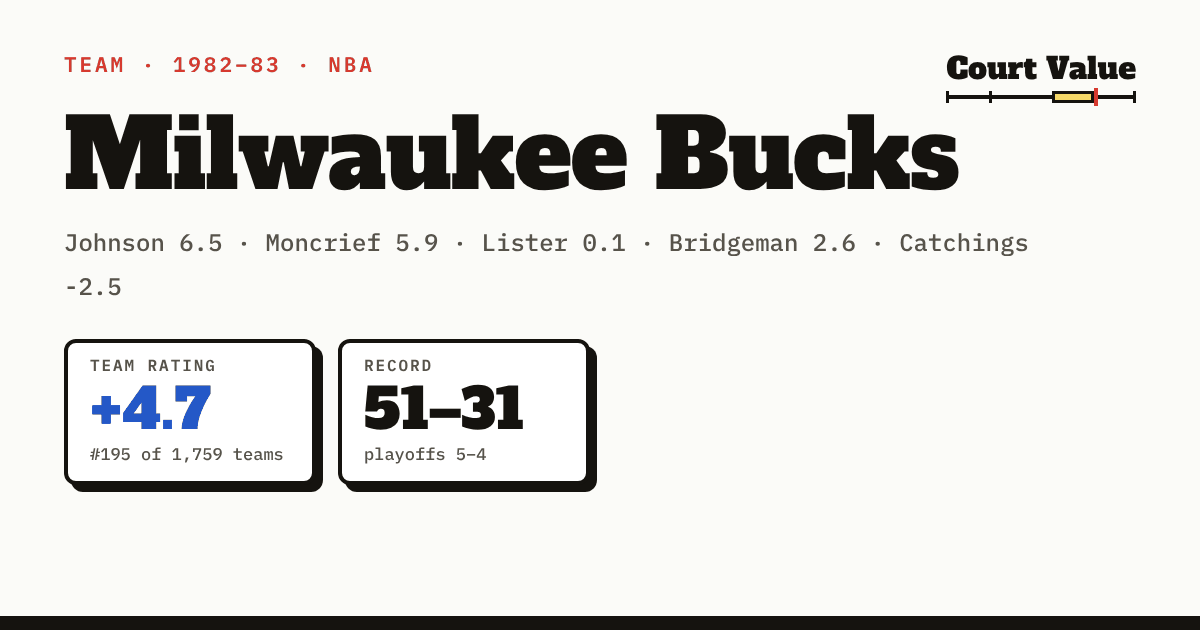 TEAM · 1982–83 · NBA
Court Value
Milwaukee Bucks
Johnson 6.5 · Moncrief 5.9 · Lister 0.1 · Bridgeman 2.6 · Catchings
-2.5
TEAM RATING
+4.7
#195 of 1,759 teams
RECORD
51–31
playoffs 5–4